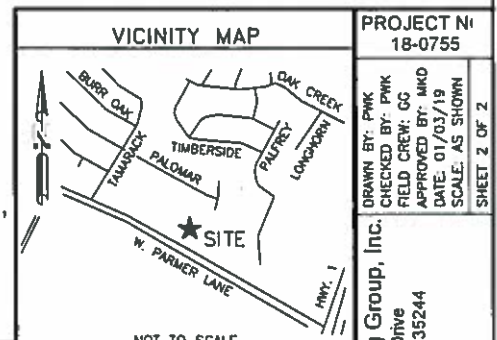 VICINITY MAP
BURR OAK
TAMARACK
PALOMAR
TIMBERSIDE
PALFREY
OAK CREEK
LONGHORN
SITE
W. PARMER LANE
HWY. 1
NOT TO SCALE
PROJECT N
18-0755
DRAWN BY: PWK
CHECKED BY: PWK
FIELD CREW: GG
APPROVED BY: MKD
DATE: 01/03/19
SCALE: AS SHOWN
SHEET 2 OF 2
Group, Inc.
Drive
35244